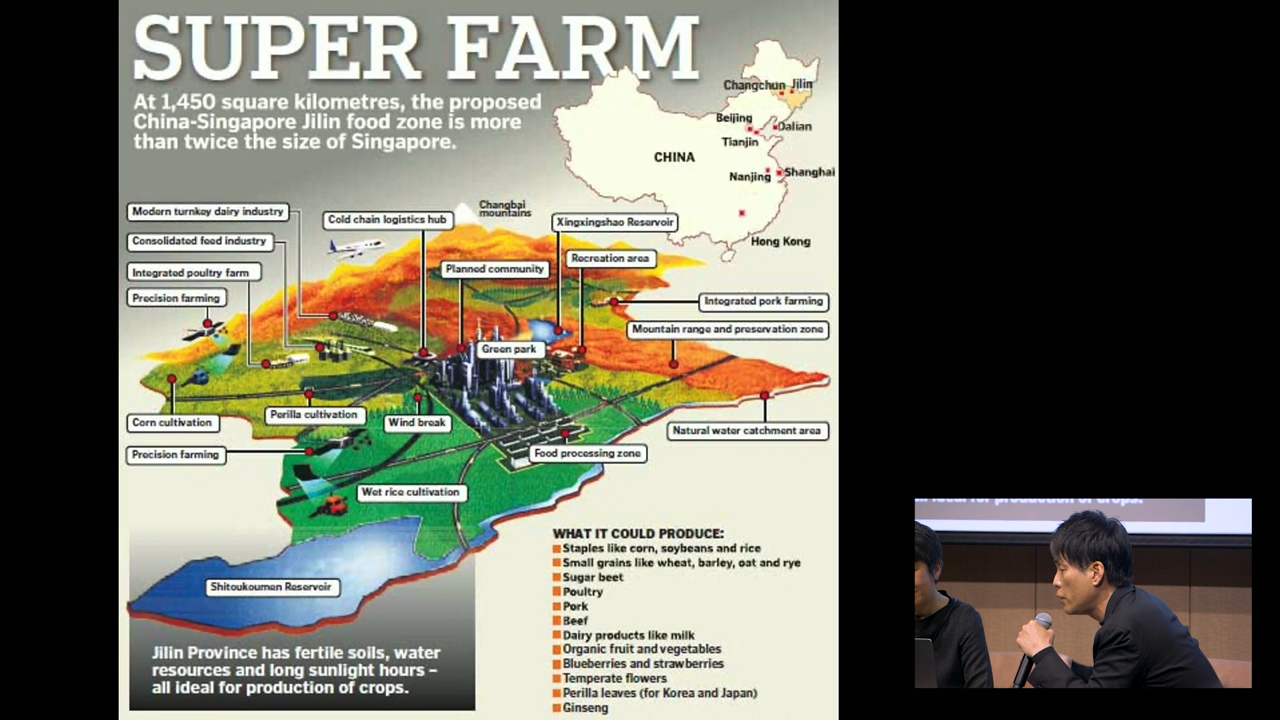 SUPER FARM
At 1,450 square kilometres, the proposed
China-Singapore Jilin food zone is more
than twice the size of Singapore.
Changchun Jilin
Beijing
Dalian
Tianjin
CHINA
Nanjing
Shanghai
Hong Kong
Changbai
mountains
Modern turnkey dairy industry
Cold chain logistics hub
Xingxingshao Reservoir
Consolidated feed industry
Recreation area
Integrated poultry farm
Planned community
Precision farming
Integrated pork farming
Mountain range and preservation zone
Green park
Corn cultivation
Perilla cultivation
Wind break
Natural water catchment area
Precision farming
Food processing zone
Wet rice cultivation
Shitoukoumen Reservoir
Jilin Province has fertile soils, water
resources and long sunlight hours –
all ideal for production of crops.
WHAT IT COULD PRODUCE:
Staples like corn, soybeans and rice
Small grains like wheat, barley, oat and rye
Sugar beet
Poultry
Pork
Beef
Dairy products like milk
Organic fruit and vegetables
Blueberries and strawberries
Temperate flowers
Perilla leaves (for Korea and Japan)
Ginseng
ideal for production of crops.